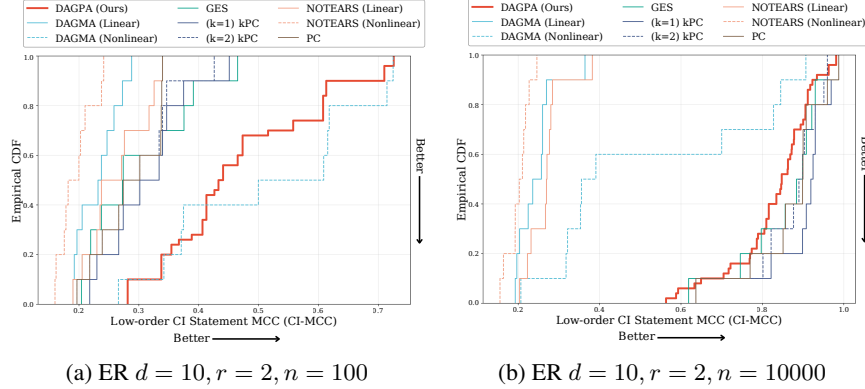 DAGPA (Ours) GES NOTEARS (Linear)
DAGMA (Linear) (k=1) kPC NOTEARS (Nonlinear)
DAGMA (Nonlinear) (k=2) kPC PC
1.0
0.8
0.6
0.4
0.2
0.0
Empirical CDF
0.2 0.3 0.4 0.5 0.6 0.7
Low-order CI Statement MCC (CI-MCC)
Better
Better
(a) ER d = 10, r = 2, n = 100
DAGPA (Ours) GES NOTEARS (Linear)
DAGMA (Linear) (k=1) kPC NOTEARS (Nonlinear)
DAGMA (Nonlinear) (k=2) kPC PC
1.0
0.8
0.6
0.4
0.2
0.0
Empirical CDF
0.2 0.4 0.6 0.8 1.0
Low-order CI Statement MCC (CI-MCC)
Better
Better
(b) ER d = 10, r = 2, n = 10000